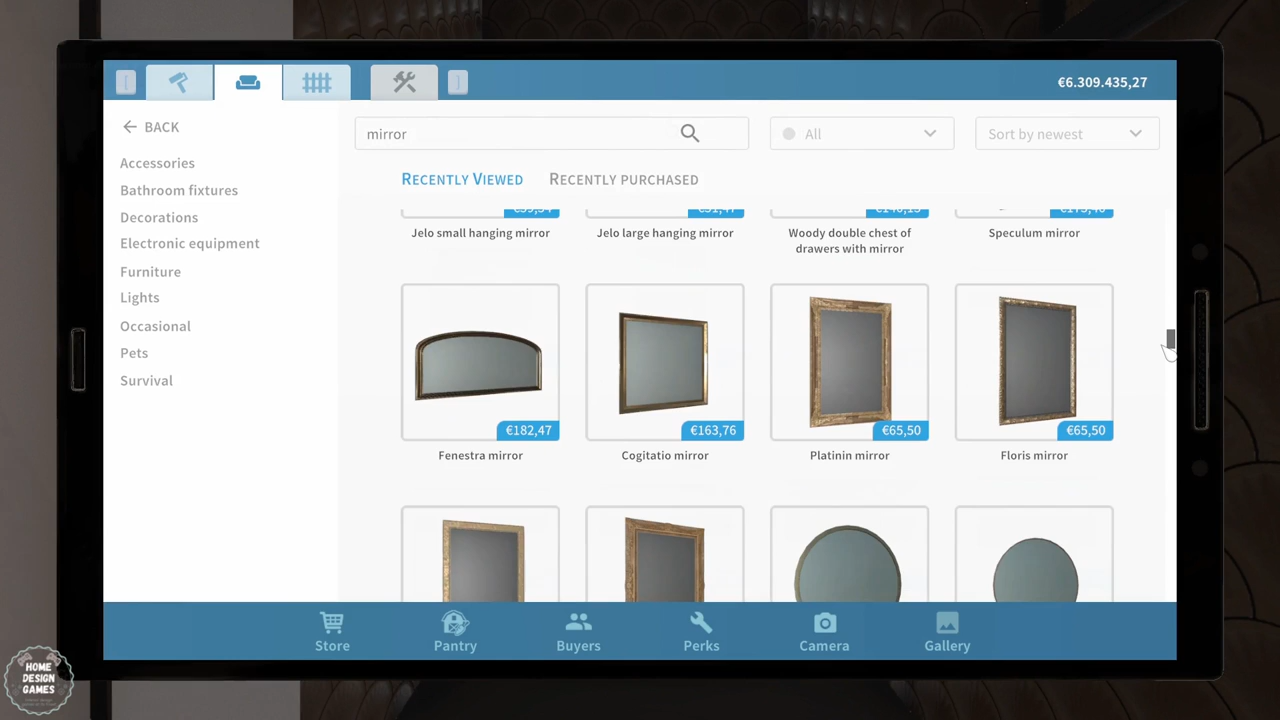 €6.309.435,27
BACK
mirror
All
Sort by newest
Accessories
Bathroom fixtures
Decorations
Electronic equipment
Furniture
Lights
Occasional
Pets
Survival
RECENTLY VIEWED
RECENTLY PURCHASED
Jelo small hanging mirror
Jelo large hanging mirror
Woody double chest of
drawers with mirror
Speculum mirror
€182,47
€163,76
€65,50
€65,50
Fenestra mirror
Cogitatio mirror
Platinin mirror
Floris mirror
Store
Pantry
Buyers
Perks
Camera
Gallery
HOME
DESIGN
GAMES